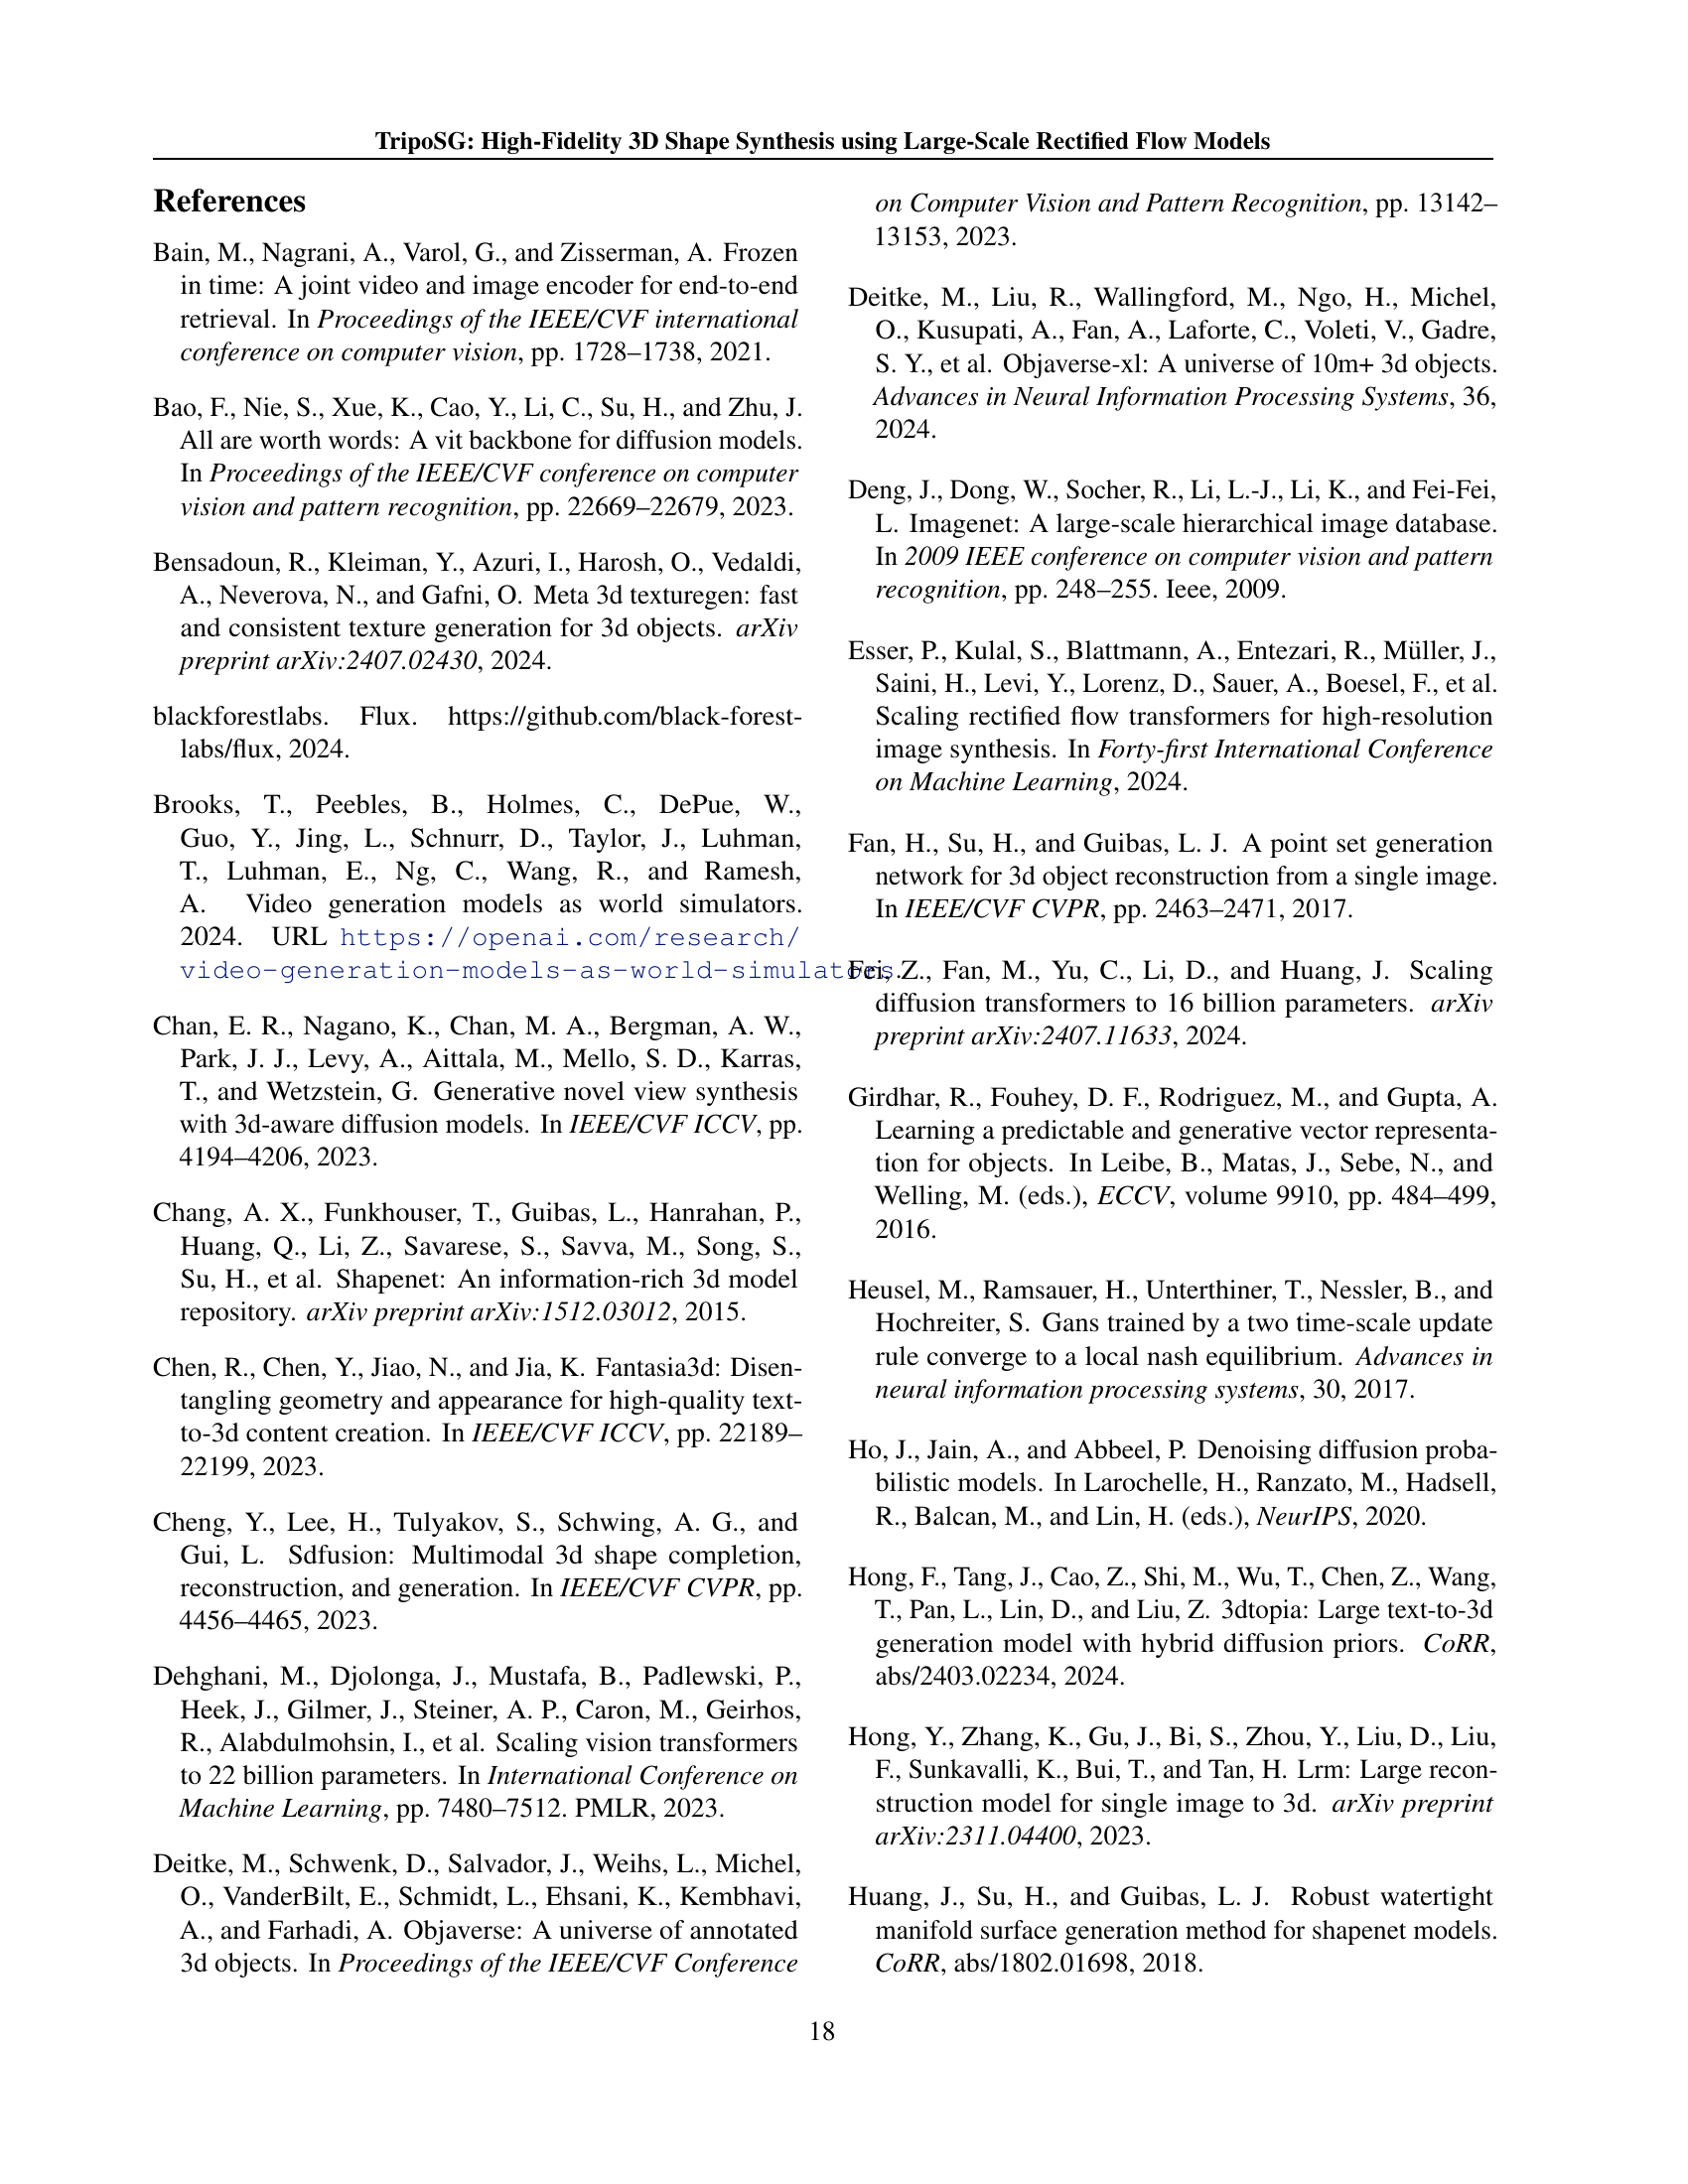 TripoSG: High-Fidelity 3D Shape Synthesis using Large-Scale Rectified Flow Models
References
Bain, M., Nagrani, A., Varol, G., and Zisserman, A. Frozen
in time: A joint video and image encoder for end-to-end
retrieval. In Proceedings of the IEEE/CVF international
conference on computer vision, pp. 1728–1738, 2021.
Bao, F., Nie, S., Xue, K., Cao, Y., Li, C., Su, H., and Zhu, J.
All are worth words: A vit backbone for diffusion models.
In Proceedings of the IEEE/CVF conference on computer
vision and pattern recognition, pp. 22669–22679, 2023.
Bensadoun, R., Kleiman, Y., Azuri, I., Harosh, O., Vedaldi,
A., Neverova, N., and Gafni, O. Meta 3d texturegen: fast
and consistent texture generation for 3d objects. arXiv
preprint arXiv:2407.02430, 2024.
blackforestlabs. Flux. https://github.com/black-forest-
labs/flux, 2024.
Brooks, T., Peebles, B., Holmes, C., DePue, W.,
Guo, Y., Jing, L., Schnurr, D., Taylor, J., Luhman,
T., Luhman, E., Ng, C., Wang, R., and Ramesh,
A. Video generation models as world simulators.
2024. URL https://openai.com/research/
video-generation-models-as-world-simulators.
Chan, E. R., Nagano, K., Chan, M. A., Bergman, A. W.,
Park, J. J., Levy, A., Aittala, M., Mello, S. D., Karras,
T., and Wetzstein, G. Generative novel view synthesis
with 3d-aware diffusion models. In IEEE/CVF ICCV, pp.
4194–4206, 2023.
Chang, A. X., Funkhouser, T., Guibas, L., Hanrahan, P.,
Huang, Q., Li, Z., Savarese, S., Savva, M., Song, S.,
Su, H., et al. Shapenet: An information-rich 3d model
repository. arXiv preprint arXiv:1512.03012, 2015.
Chen, R., Chen, Y., Jiao, N., and Jia, K. Fantasia3d: Disen-
tangling geometry and appearance for high-quality text-
to-3d content creation. In IEEE/CVF ICCV, pp. 22189–
22199, 2023.
Cheng, Y., Lee, H., Tulyakov, S., Schwing, A. G., and
Gui, L. Sdfusion: Multimodal 3d shape completion,
reconstruction, and generation. In IEEE/CVF CVPR, pp.
4456–4465, 2023.
Dehghani, M., Djolonga, J., Mustafa, B., Padlewski, P.,
Heek, J., Gilmer, J., Steiner, A. P., Caron, M., Geirhos,
R., Alabdulmohsin, I., et al. Scaling vision transformers
to 22 billion parameters. In International Conference on
Machine Learning, pp. 7480–7512. PMLR, 2023.
Deitke, M., Schwenk, D., Salvador, J., Weihs, L., Michel,
O., VanderBilt, E., Schmidt, L., Ehsani, K., Kembhavi,
A., and Farhadi, A. Objaverse: A universe of annotated
3d objects. In Proceedings of the IEEE/CVF Conference
on Computer Vision and Pattern Recognition, pp. 13142–
13153, 2023.
Deitke, M., Liu, R., Wallingford, M., Ngo, H., Michel,
O., Kusupati, A., Fan, A., Laforte, C., Voleti, V., Gadre,
S. Y., et al. Objaverse-xl: A universe of 10m+ 3d objects.
Advances in Neural Information Processing Systems, 36,
2024.
Deng, J., Dong, W., Socher, R., Li, L.-J., Li, K., and Fei-Fei,
L. Imagenet: A large-scale hierarchical image database.
In 2009 IEEE conference on computer vision and pattern
recognition, pp. 248–255. Ieee, 2009.
Esser, P., Kulal, S., Blattmann, A., Entezari, R., Müller, J.,
Saini, H., Levi, Y., Lorenz, D., Sauer, A., Boesel, F., et al.
Scaling rectified flow transformers for high-resolution
image synthesis. In Forty-first International Conference
on Machine Learning, 2024.
Fan, H., Su, H., and Guibas, L. J. A point set generation
network for 3d object reconstruction from a single image.
In IEEE/CVF CVPR, pp. 2463–2471, 2017.
Fei, Z., Fan, M., Yu, C., Li, D., and Huang, J. Scaling
diffusion transformers to 16 billion parameters. arXiv
preprint arXiv:2407.11633, 2024.
Girdhar, R., Fouhey, D. F., Rodriguez, M., and Gupta, A.
Learning a predictable and generative vector representa-
tion for objects. In Leibe, B., Matas, J., Sebe, N., and
Welling, M. (eds.), ECCV, volume 9910, pp. 484–499,
2016.
Heusel, M., Ramsauer, H., Unterthiner, T., Nessler, B., and
Hochreiter, S. Gans trained by a two time-scale update
rule converge to a local nash equilibrium. Advances in
neural information processing systems, 30, 2017.
Ho, J., Jain, A., and Abbeel, P. Denoising diffusion proba-
bilistic models. In Larochelle, H., Ranzato, M., Hadsell,
R., Balcan, M., and Lin, H. (eds.), NeurIPS, 2020.
Hong, F., Tang, J., Cao, Z., Shi, M., Wu, T., Chen, Z., Wang,
T., Pan, L., Lin, D., and Liu, Z. 3dtopia: Large text-to-3d
generation model with hybrid diffusion priors. CoRR,
abs/2403.02234, 2024.
Hong, Y., Zhang, K., Gu, J., Bi, S., Zhou, Y., Liu, D., Liu,
F., Sunkavalli, K., Bui, T., and Tan, H. Lrm: Large recon-
struction model for single image to 3d. arXiv preprint
arXiv:2311.04400, 2023.
Huang, J., Su, H., and Guibas, L. J. Robust watertight
manifold surface generation method for shapenet models.
CoRR, abs/1802.01698, 2018.
18